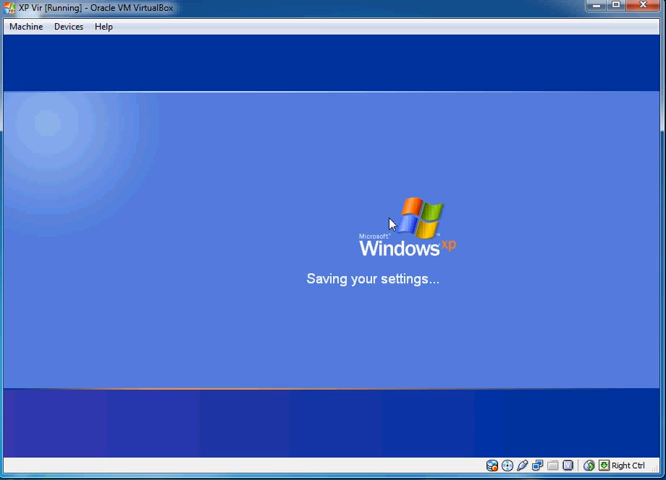 XP Vir [Running] - Oracle VM VirtualBox
Machine Devices Help
Microsoft®
Windows xp
Saving your settings...
Right Ctrl